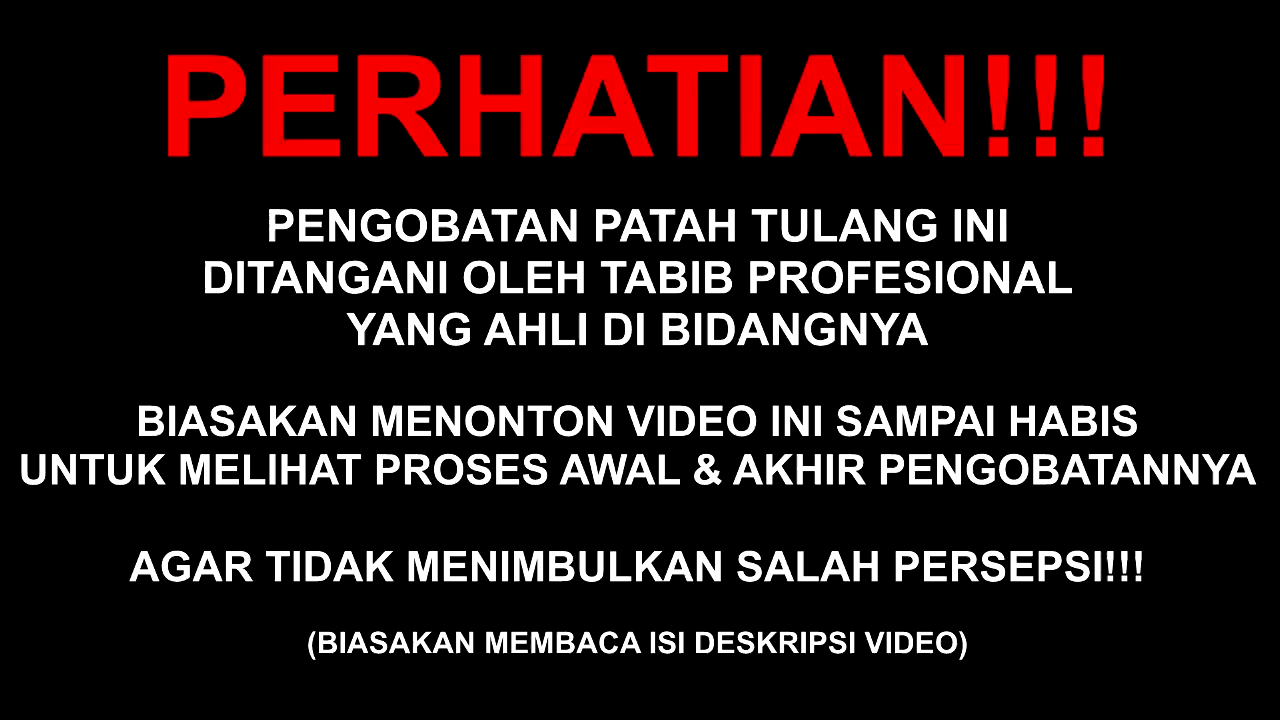 PERHATIAN!!!
PENGOBATAN PATAH TULANG INI
DITANGANI OLEH TABIB PROFESIONAL
YANG AHLI DI BIDANGNYA
BIASAKAN MENONTON VIDEO INI SAMPAI HABIS
UNTUK MELIHAT PROSES AWAL & AKHIR PENGOBATANNYA
AGAR TIDAK MENIMBULKAN SALAH PERSEPSI!!!
(BIASAKAN MEMBACA ISI DESKRIPSI VIDEO)